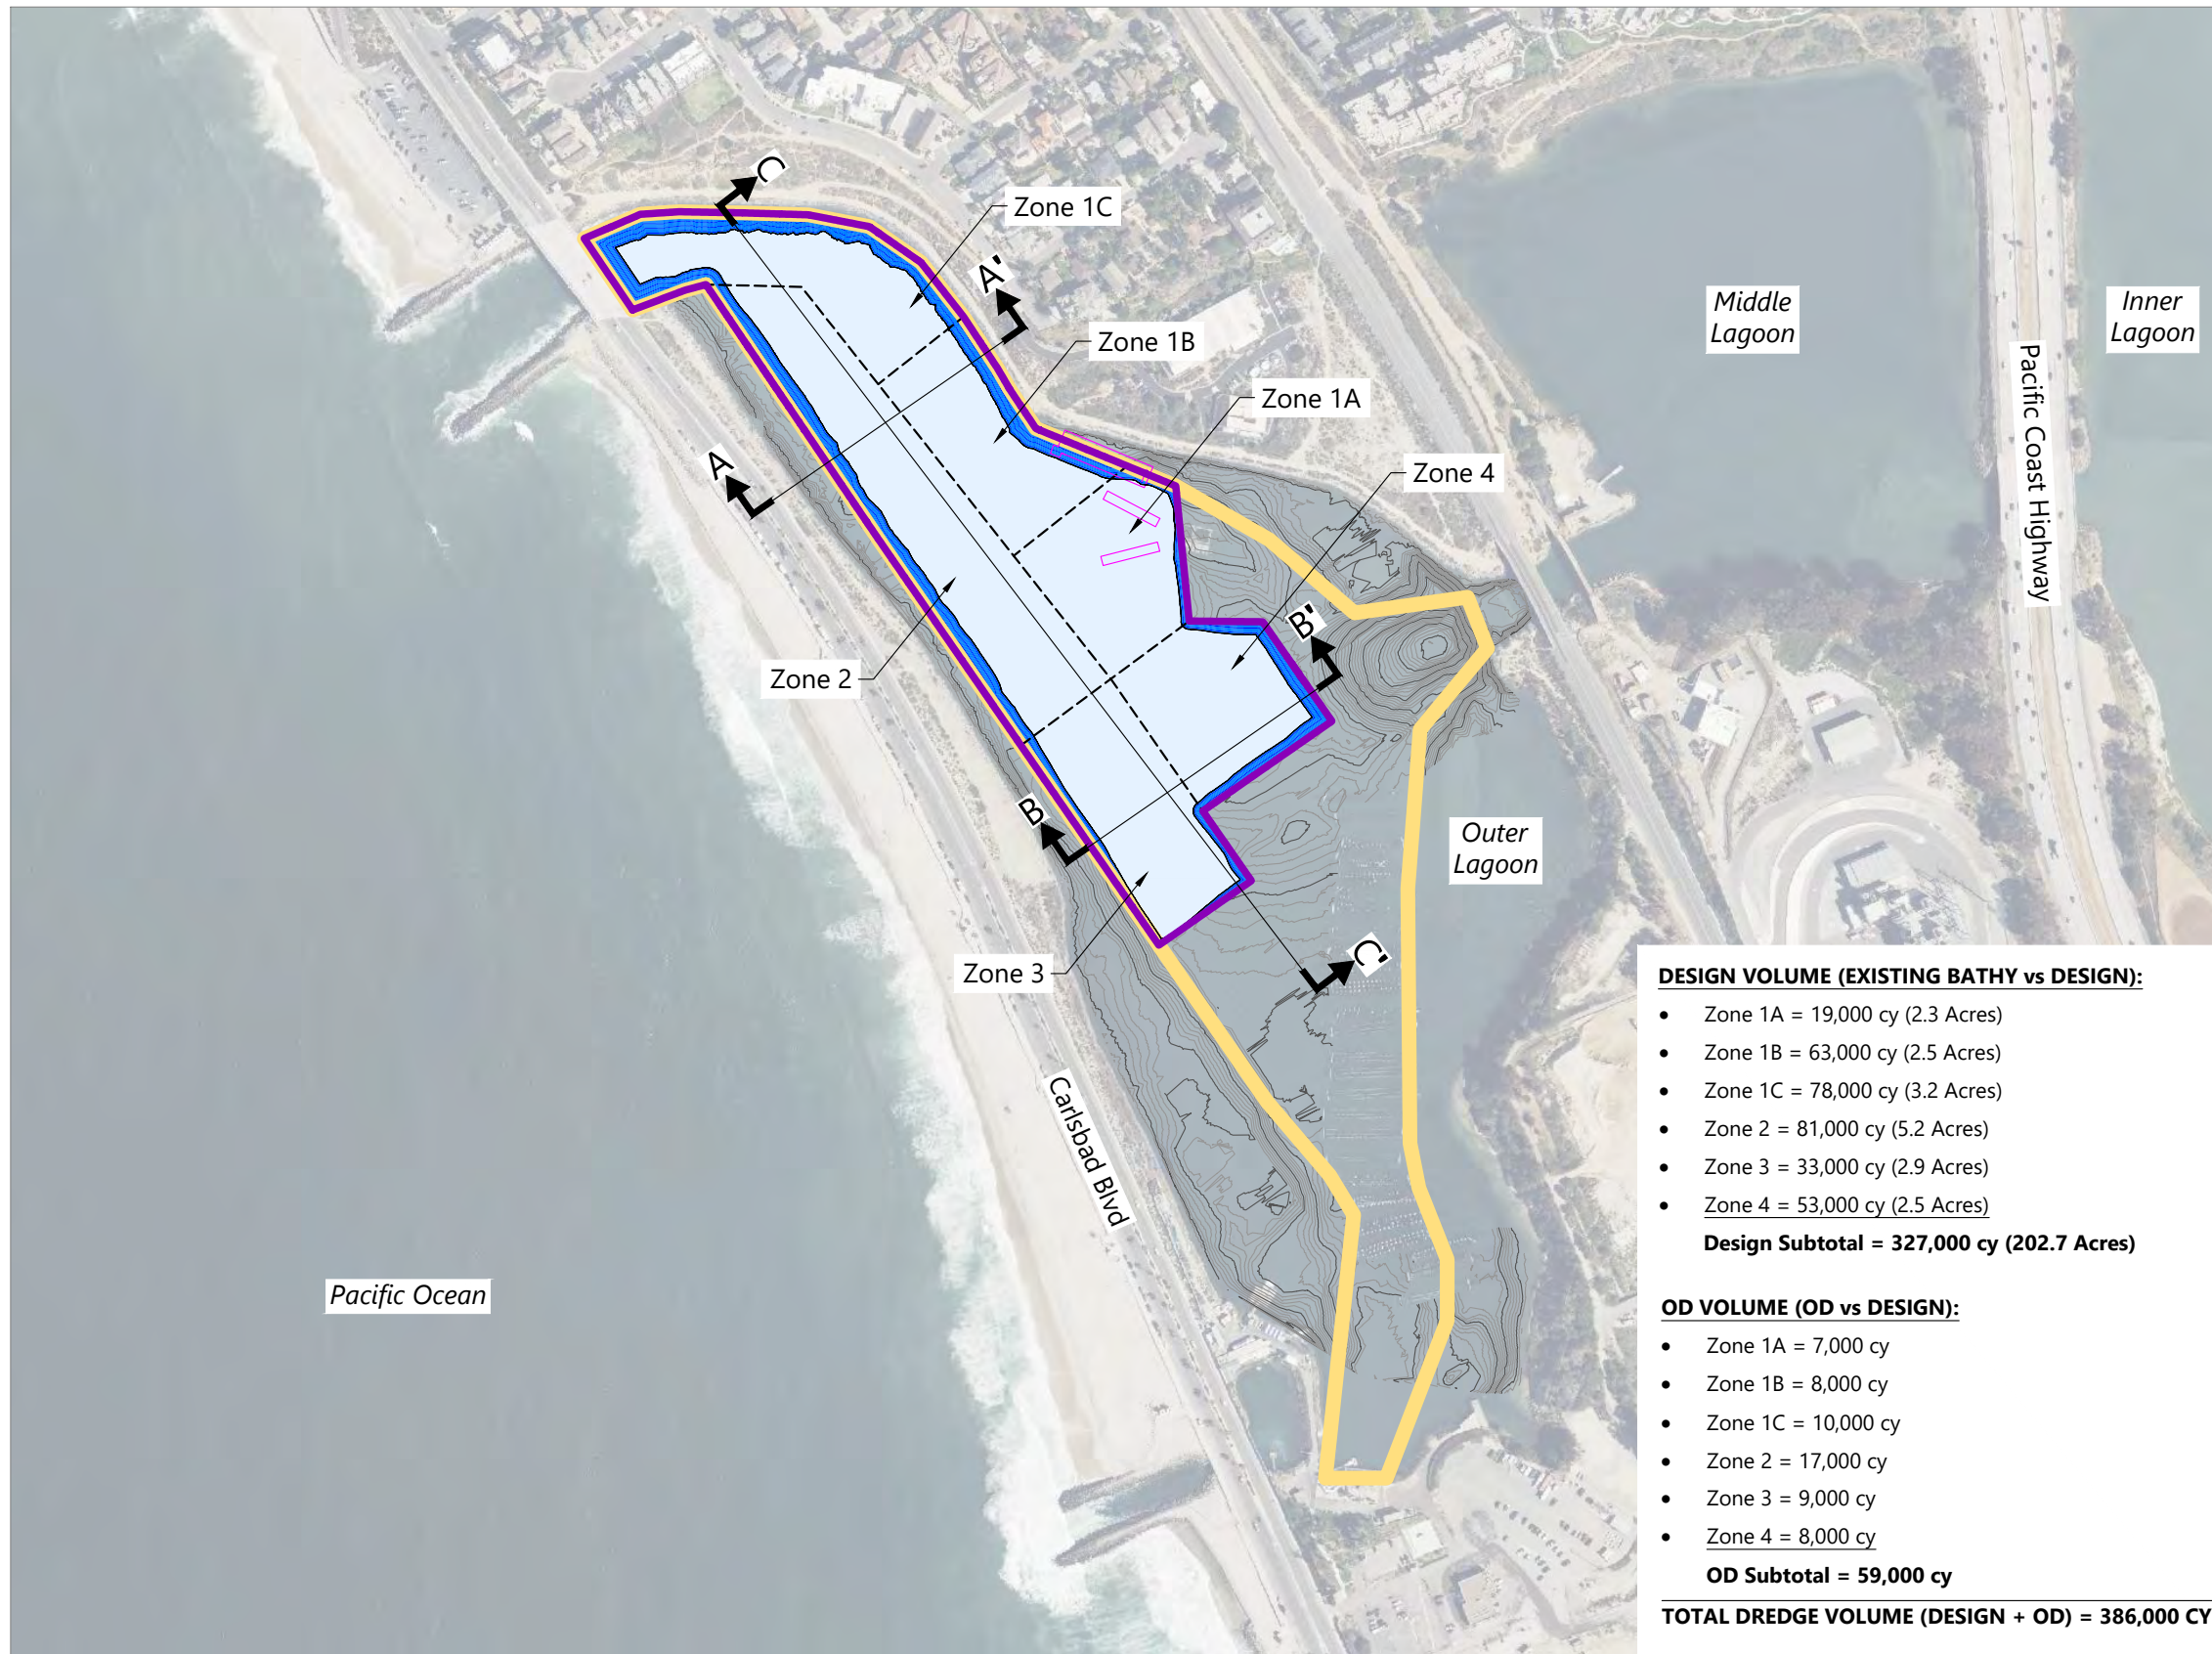 C
Zone 1C
A'
Zone 1B
Zone 1A
A
Zone 4
B'
Zone 2
B
Zone 3
C'
Middle
Lagoon
Inner
Lagoon
Pacific Coast Highway
Outer
Lagoon
Carlsbad Blvd
Pacific Ocean
DESIGN VOLUME (EXISTING BATHY vs DESIGN):
• Zone 1A = 19,000 cy (2.3 Acres)
• Zone 1B = 63,000 cy (2.5 Acres)
• Zone 1C = 78,000 cy (3.2 Acres)
• Zone 2 = 81,000 cy (5.2 Acres)
• Zone 3 = 33,000 cy (2.9 Acres)
• Zone 4 = 53,000 cy (2.5 Acres)
Design Subtotal = 327,000 cy (202.7 Acres)
OD VOLUME (OD vs DESIGN):
• Zone 1A = 7,000 cy
• Zone 1B = 8,000 cy
• Zone 1C = 10,000 cy
• Zone 2 = 17,000 cy
• Zone 3 = 9,000 cy
• Zone 4 = 8,000 cy
OD Subtotal = 59,000 cy
TOTAL DREDGE VOLUME (DESIGN + OD) = 386,000 CY